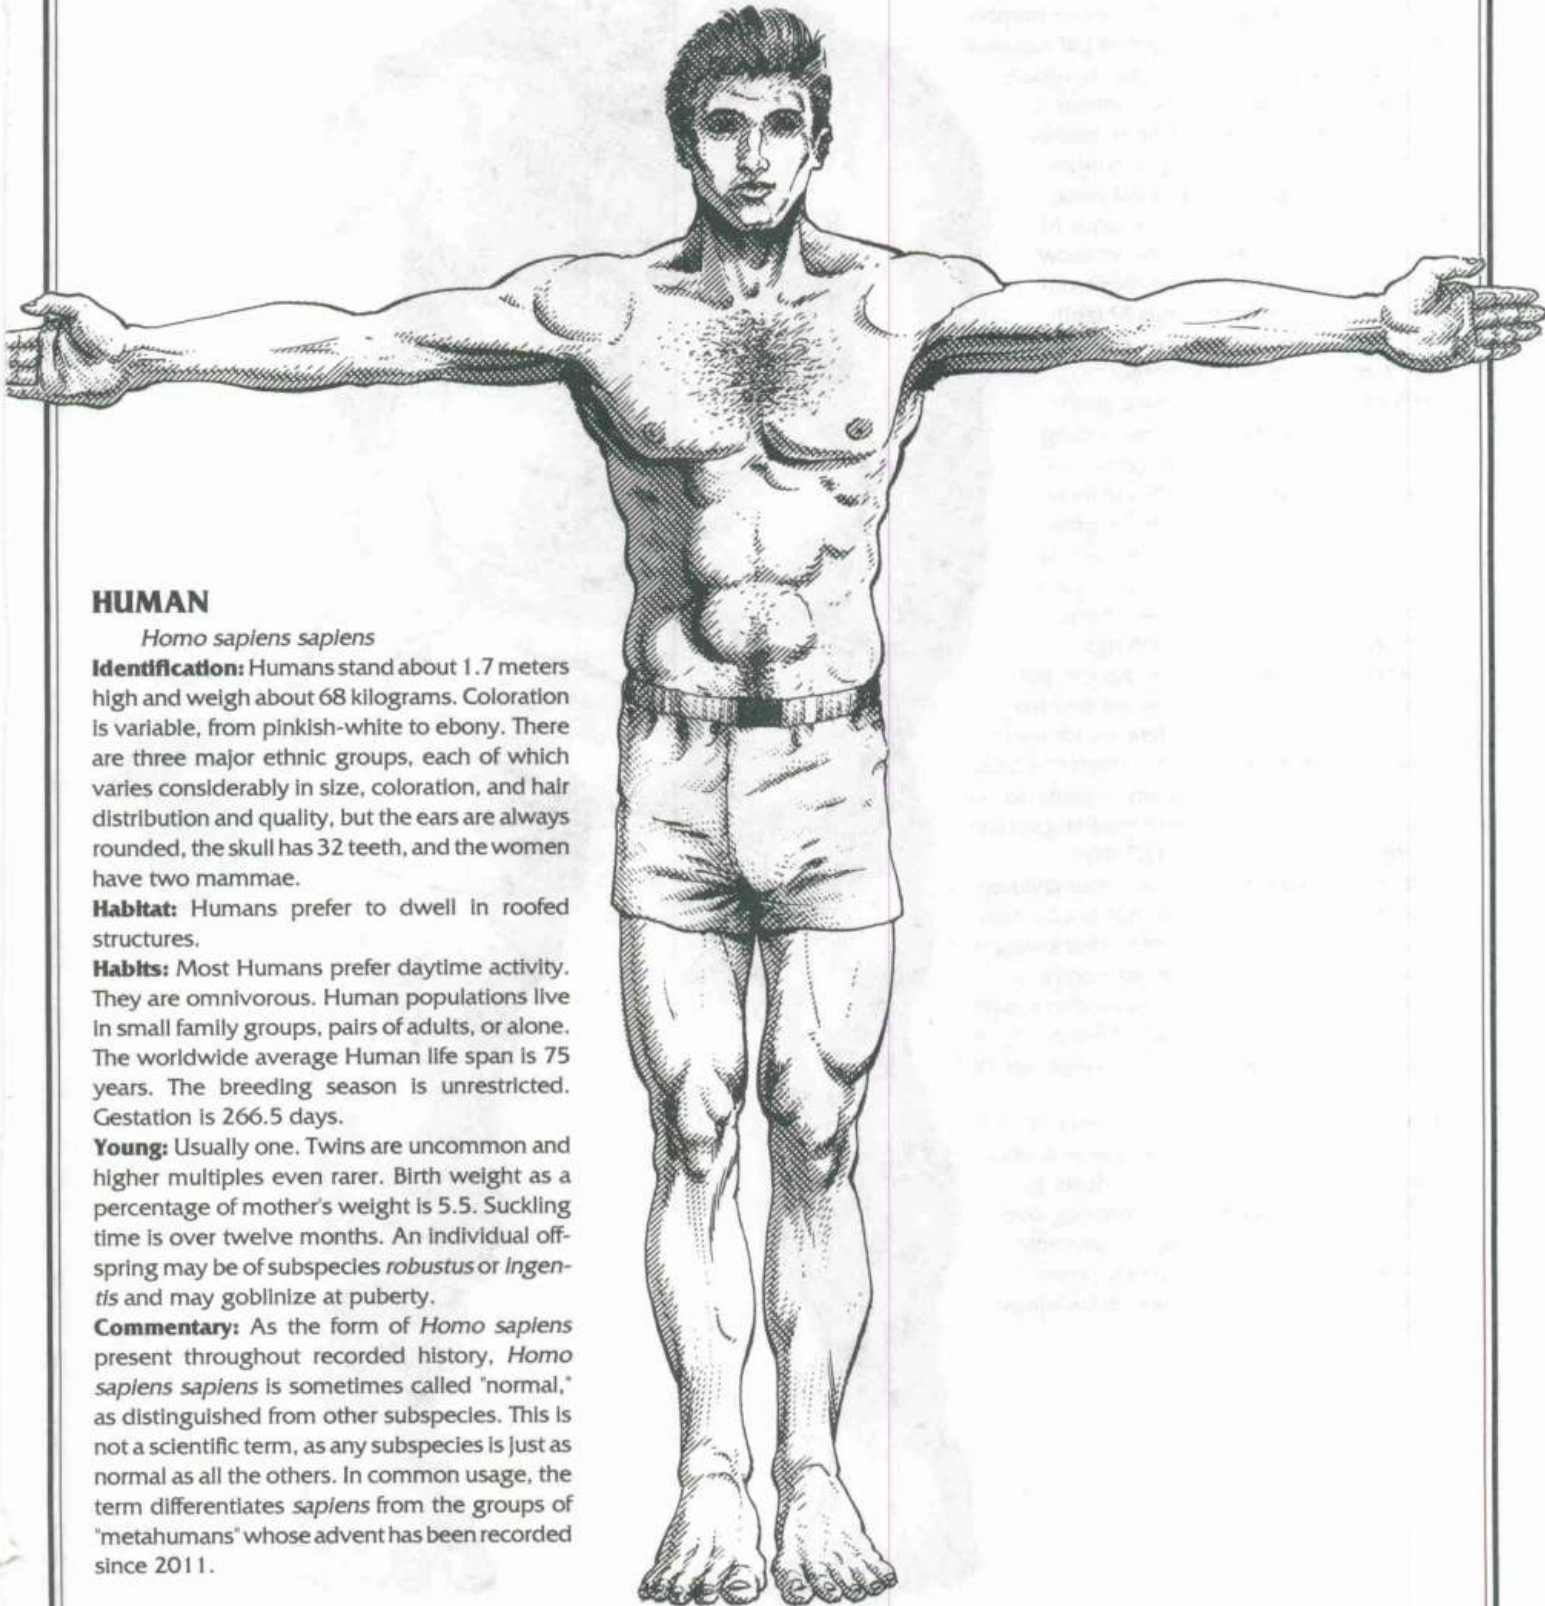 HUMAN
Homo sapiens sapiens
Identification: Humans stand about 1.7 meters
high and weigh about 68 kilograms. Coloration
is variable, from pinkish-white to ebony. There
are three major ethnic groups, each of which
varies considerably in size, coloration, and hair
distribution and quality, but the ears are always
rounded, the skull has 32 teeth, and the women
have two mammae.
Habitat: Humans prefer to dwell in roofed
structures.
Habits: Most Humans prefer daytime activity.
They are omnivorous. Human populations live
in small family groups, pairs of adults, or alone.
The worldwide average Human life span is 75
years. The breeding season is unrestricted.
Gestation is 266.5 days.
Young: Usually one. Twins are uncommon and
higher multiples even rarer. Birth weight as a
percentage of mother's weight is 5.5. Suckling
time is over twelve months. An individual off-
spring may be of subspecies robustus or ingen-
tis and may goblinize at puberty.
Commentary: As the form of Homo sapiens
present throughout recorded history, Homo
sapiens sapiens is sometimes called "normal,"
as distinguished from other subspecies. This is
not a scientific term, as any subspecies is just as
normal as all the others. In common usage, the
term differentiates sapiens from the groups of
"metahumans" whose advent has been recorded
since 2011.